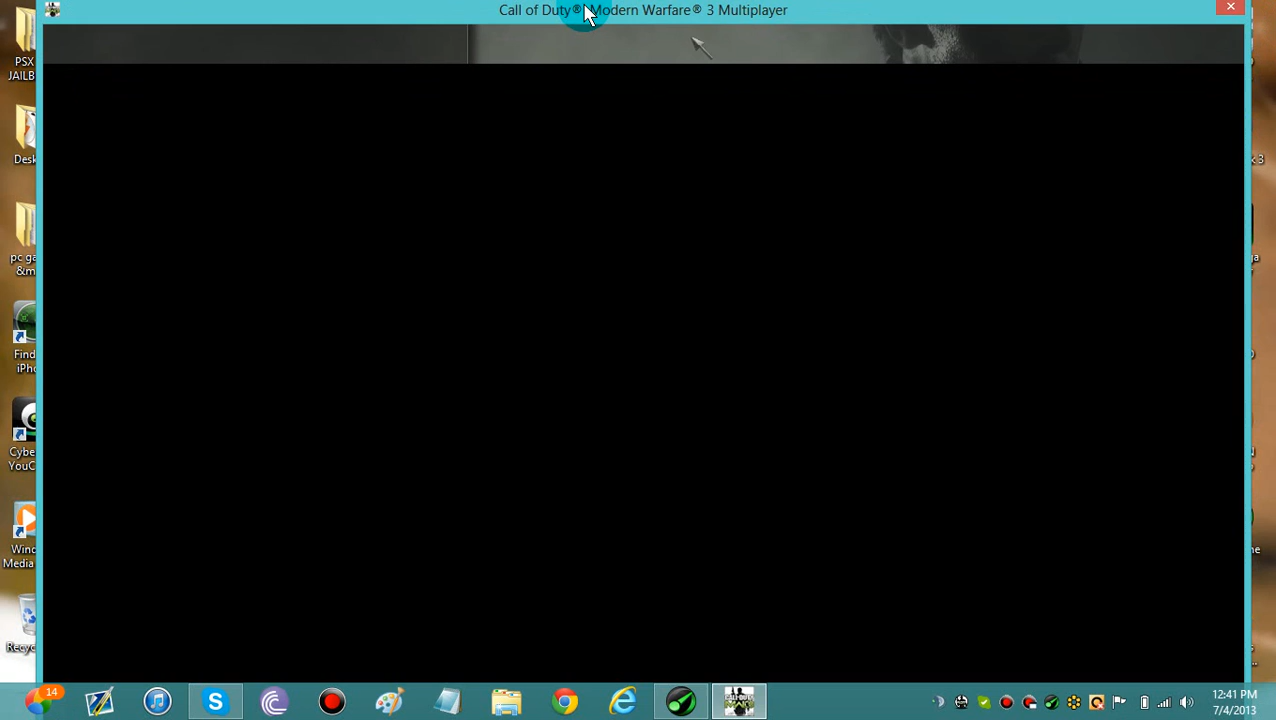 Call of Duty® Modern Warfare® 3 Multiplayer
PSX
JAILB
Desk
pc ga
&m
Find
iPho
Cybe
YouC
Wind
Media
Recyc
14
12:41 PM
7/4/2013